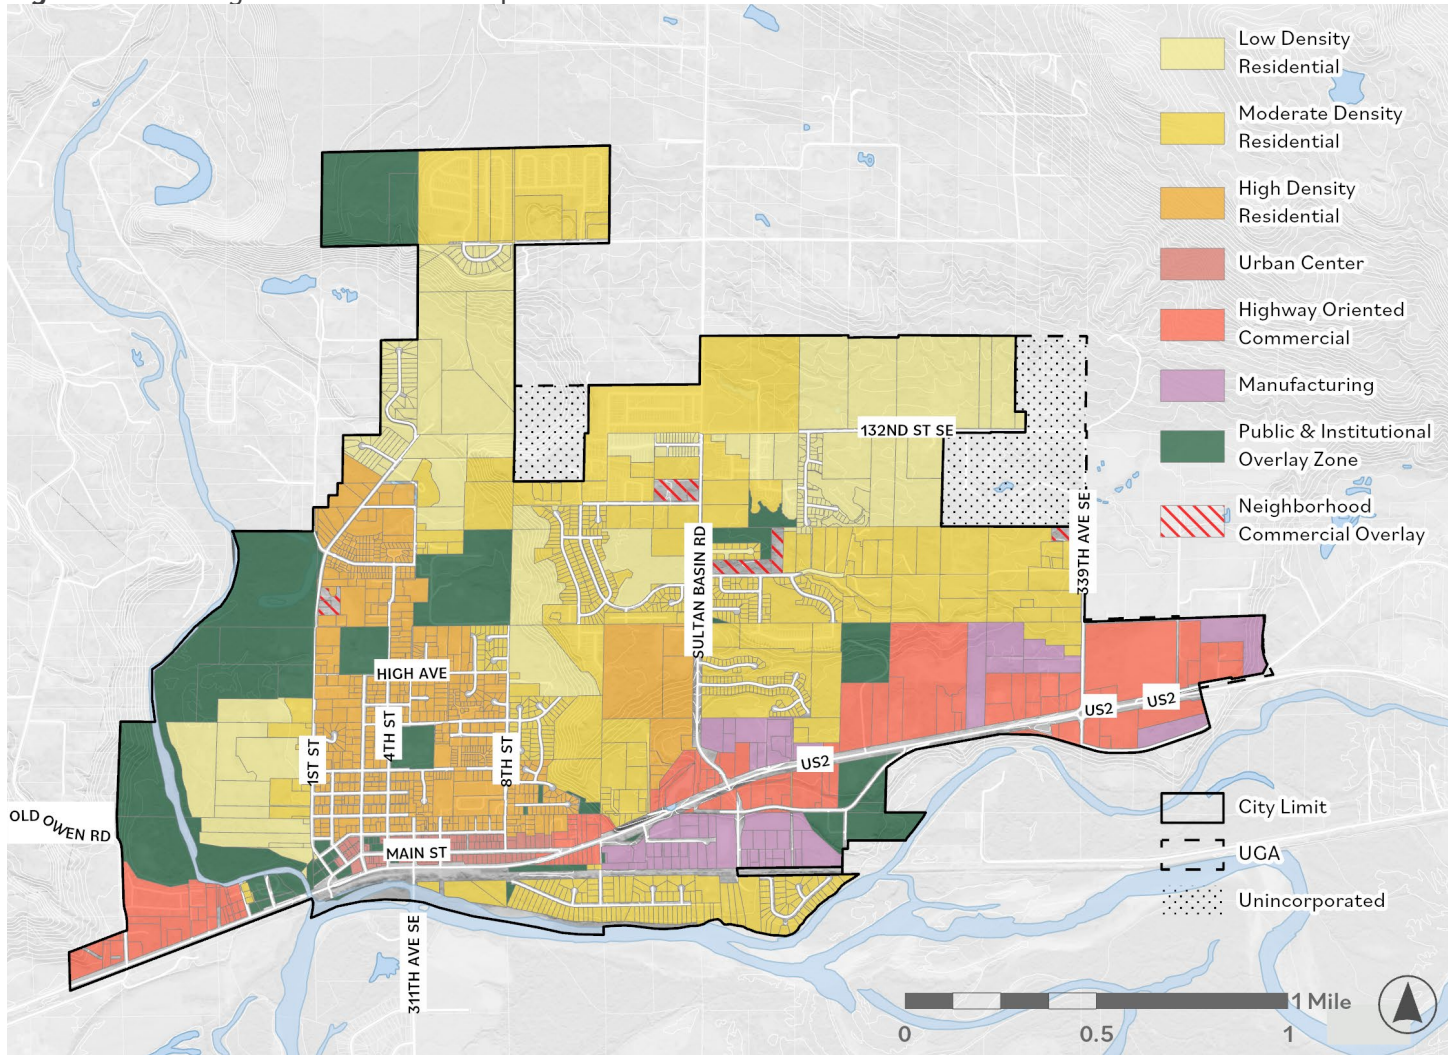 Low Density
Residential
Moderate Density
Residential
High Density
Residential
Urban Center
Highway Oriented
Commercial
Manufacturing
Public & Institutional
Overlay Zone
Neighborhood
Commercial Overlay
132ND ST SE
339TH AVE SE
SULTAN BASIN RD
HIGH AVE
1ST ST
4TH ST
8TH ST
US2
US2
US2
OLD OWEN RD
MAIN ST
311TH AVE SE
City Limit
UGA
Unincorporated
1 Mile
0
0.5
1